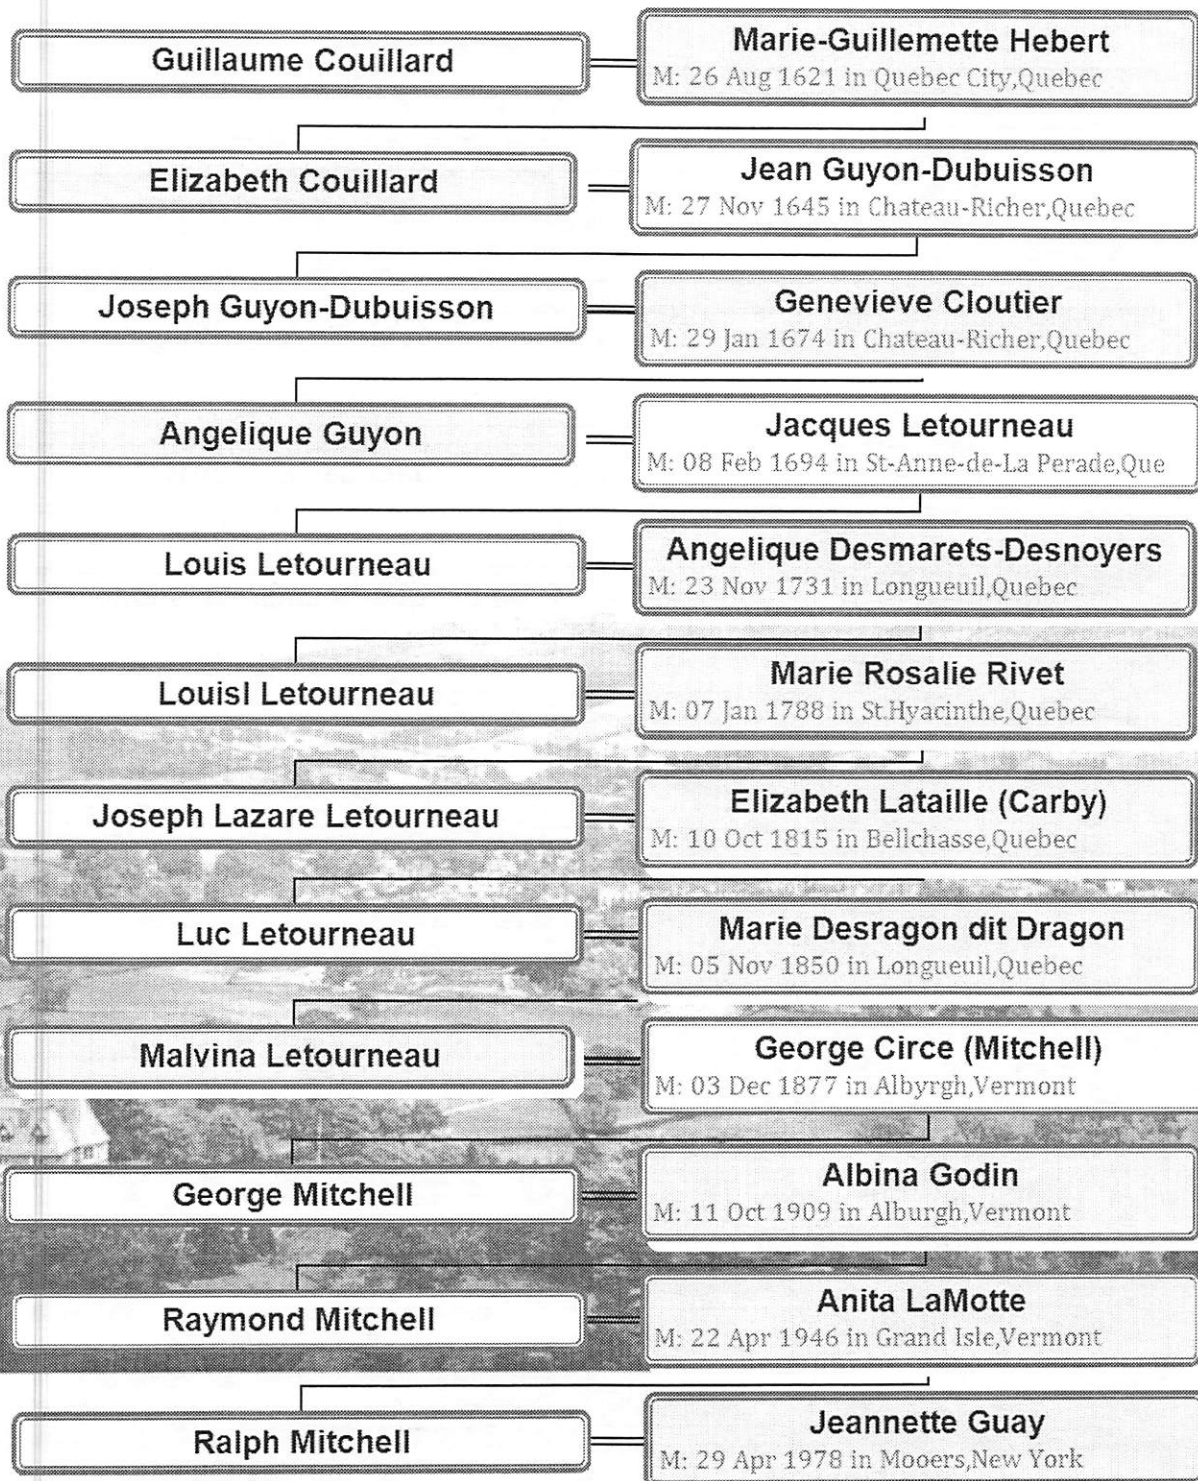 Guillaume Couillard
Marie-Guillemette Hebert
M: 26 Aug 1621 in Quebec City,Quebec
Elizabeth Couillard
Jean Guyon-Dubuisson
M: 27 Nov 1645 in Chateau-Richer,Quebec
Joseph Guyon-Dubuisson
Genevieve Cloutier
M: 29 Jan 1674 in Chateau-Richer,Quebec
Angelique Guyon
Jacques Letourneau
M: 08 Feb 1694 in St-Anne-de-La Perade,Que
Louis Letourneau
Angelique Desmarets-Desnoyers
M: 23 Nov 1731 in Longueuil,Quebec
LouisI Letourneau
Marie Rosalie Rivet
M: 07 Jan 1788 in St.Hyacinthe,Quebec
Joseph Lazare Letourneau
Elizabeth Lataille (Carby)
M: 10 Oct 1815 in Bellchasse,Quebec
Luc Letourneau
Marie Desragon dit Dragon
M: 05 Nov 1850 in Longueuil,Quebec
Malvina Letourneau
George Circe (Mitchell)
M: 03 Dec 1877 in Albyrgh,Vermont
George Mitchell
Albina Godin
M: 11 Oct 1909 in Alburgh,Vermont
Raymond Mitchell
Anita LaMotte
M: 22 Apr 1946 in Grand Isle,Vermont
Ralph Mitchell
Jeannette Guay
M: 29 Apr 1978 in Mooers,New York